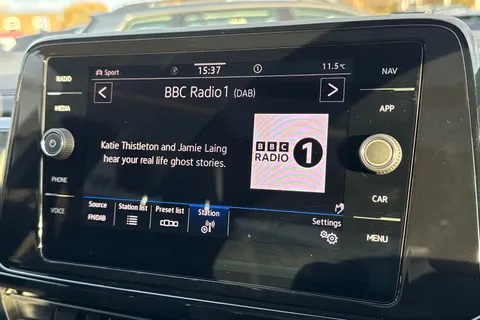 RADIO
MEDIA
PHONE
VOICE
Sport
15:37
11.5°C
<
BBC Radio 1 (DAB)
>
Katie Thistleton and Jamie Laing
hear your real life ghost stories.
BBC
RADIO 1
Source
FM/DAB
Station list
Preset list
Station
Settings
NAV
APP
CAR
MENU